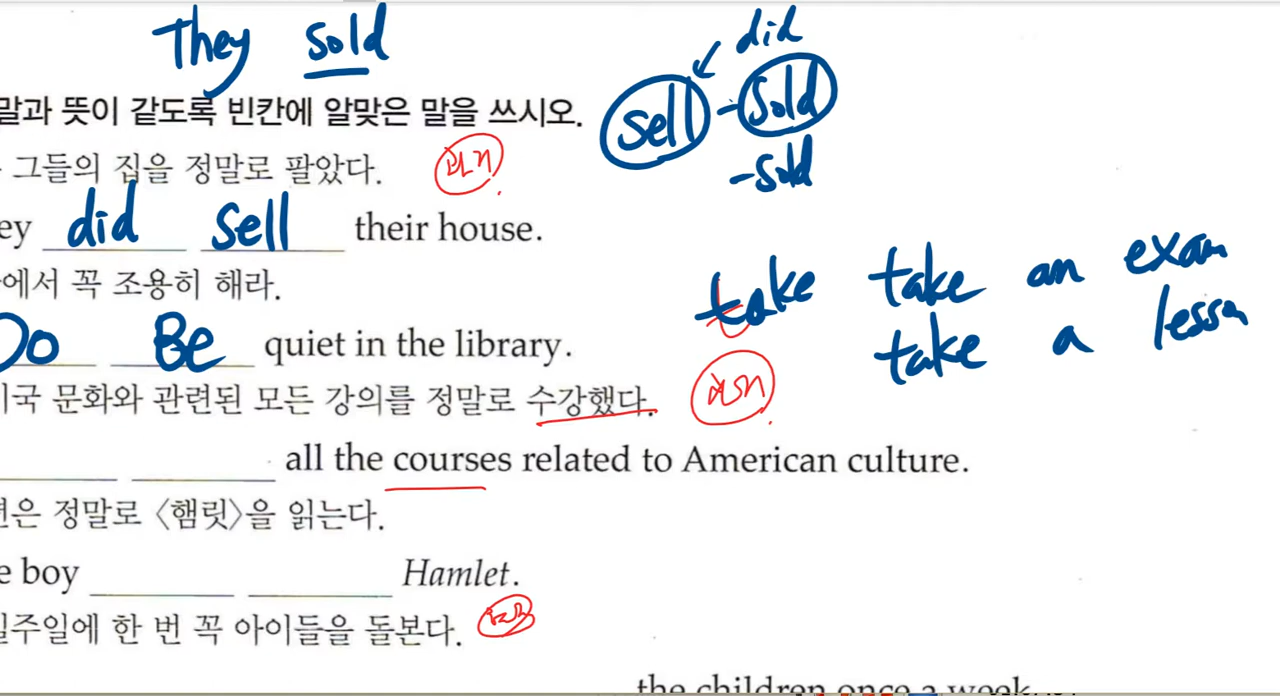 They sold
did
말과 뜻이 같도록 빈칸에 알맞은 말을 쓰시오.
sell - sold
- sold
그들의 집을 정말로 팔았다. 과거
ey did sell their house.
에서 꼭 조용히 해라.
take take an exam
Do Be quiet in the library.
take a lesson
미국 문화와 관련된 모든 강의를 정말로 수강했다.
all the courses related to American culture.
년은 정말로 〈햄릿〉을 읽는다.
e boy Hamlet.
일주일에 한 번 꼭 아이들을 돌본다.
the children once a week.